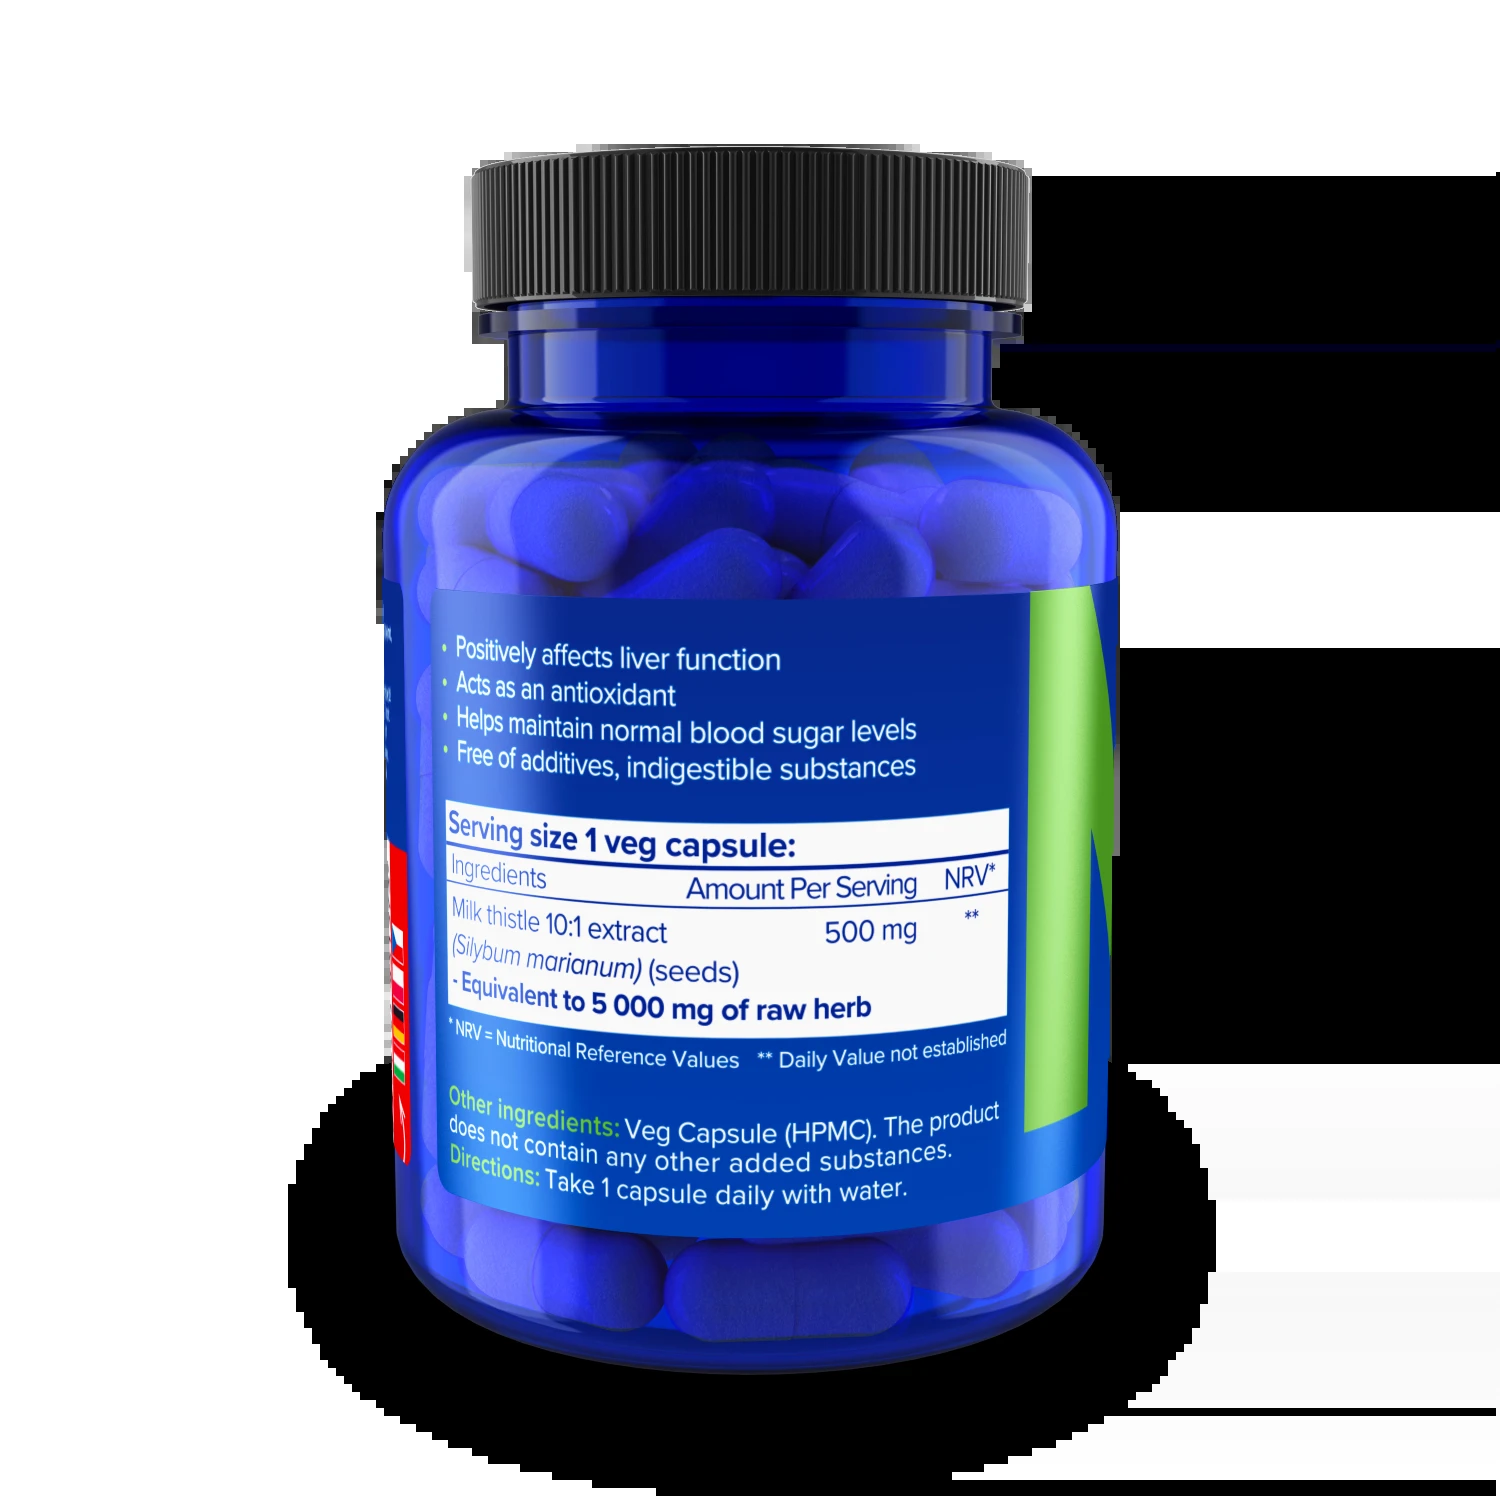 • Positively affects liver function
• Acts as an antioxidant
• Helps maintain normal blood sugar levels
• Free of additives, indigestible substances
Serving size 1 veg capsule:
Ingredients Amount Per Serving NRV*
Milk thistle 10:1 extract 500 mg **
(Silybum marianum) (seeds)
- Equivalent to 5 000 mg of raw herb
* NRV = Nutritional Reference Values ** Daily Value not established
Other ingredients: Veg Capsule (HPMC). The product
does not contain any other added substances.
Directions: Take 1 capsule daily with water.